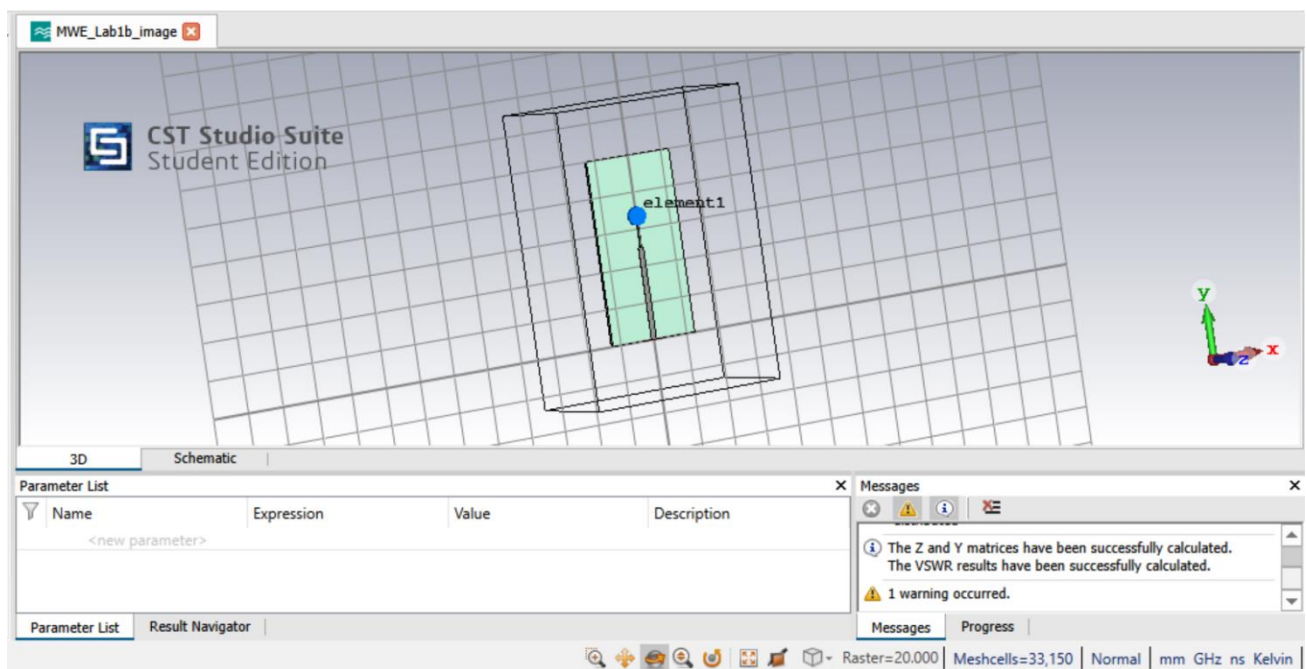 MWE_Lab1b_image
CST Studio Suite
Student Edition
element1
y
x
z
3D Schematic
Parameter List
Name Expression Value Description
<new parameter>
Parameter List Result Navigator
Messages
The Z and Y matrices have been successfully calculated.
The VSWR results have been successfully calculated.
1 warning occurred.
Messages Progress
Raster=20.000 Meshcells=33,150 Normal mm GHz ns Kelvin